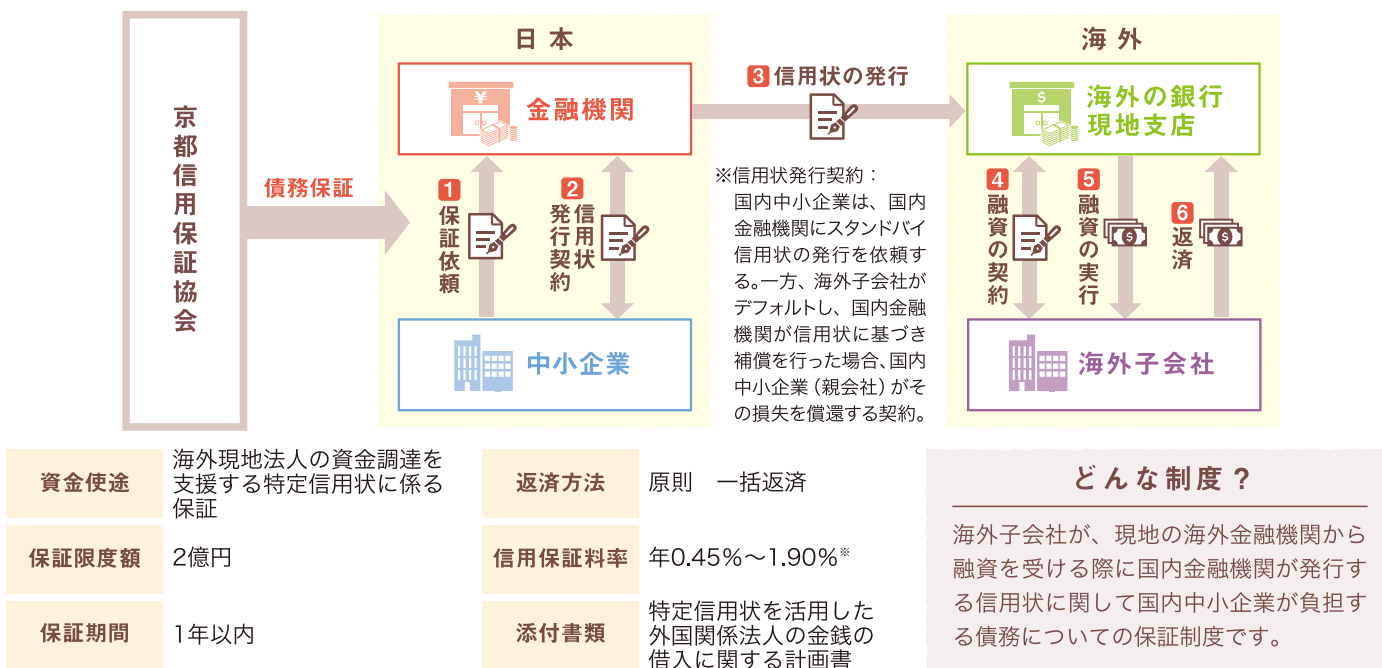 京都信用保証協会
債務保証
日本
金融機関
1 保証依頼
2 信用状
発行契約
中小企業
3 信用状の発行
※信用状発行契約：
国内中小企業は、国内
金融機関にスタンドバイ
信用状の発行を依頼す
る。一方、海外子会社が
デフォルトし、国内金融
機関が信用状に基づき
補償を行った場合、国内
中小企業（親会社）がそ
の損失を償還する契約。
海外
海外の銀行
現地支店
4 融資の契約
5 融資の実行
6 返済
海外子会社
資金使途
海外現地法人の資金調達を
支援する特定信用状に係る
保証
保証限度額
2億円
保証期間
1年以内
返済方法
原則　一括返済
信用保証料率
年0.45%～1.90%※
添付書類
特定信用状を活用した
外国関係法人の金銭の
借入に関する計画書
どんな制度？
海外子会社が、現地の海外金融機関から
融資を受ける際に国内金融機関が発行す
る信用状に関して国内中小企業が負担す
る債務についての保証制度です。